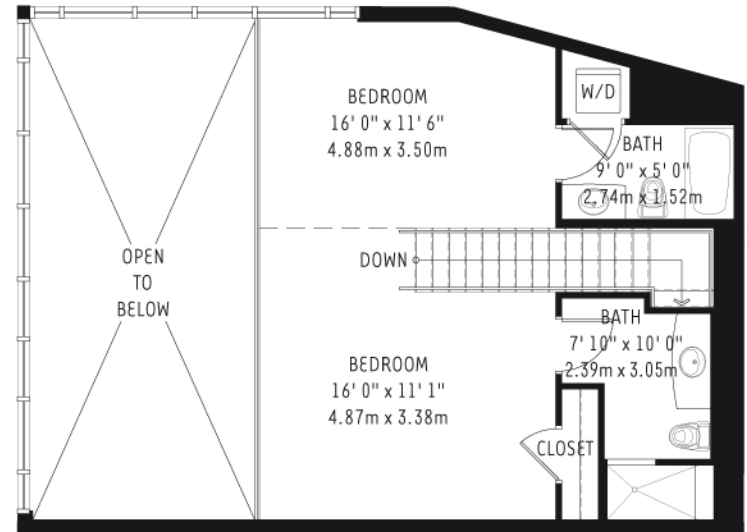 BEDROOM
16' 0" x 11' 6"
4.88m x 3.50m
W/D
BATH
9' 0" x 5' 0"
2.74m x 1.52m
OPEN
TO
BELOW
DOWN
BATH
7' 10" x 10' 0"
2.39m x 3.05m
BEDROOM
16' 0" x 11' 1"
4.87m x 3.38m
CLOSET